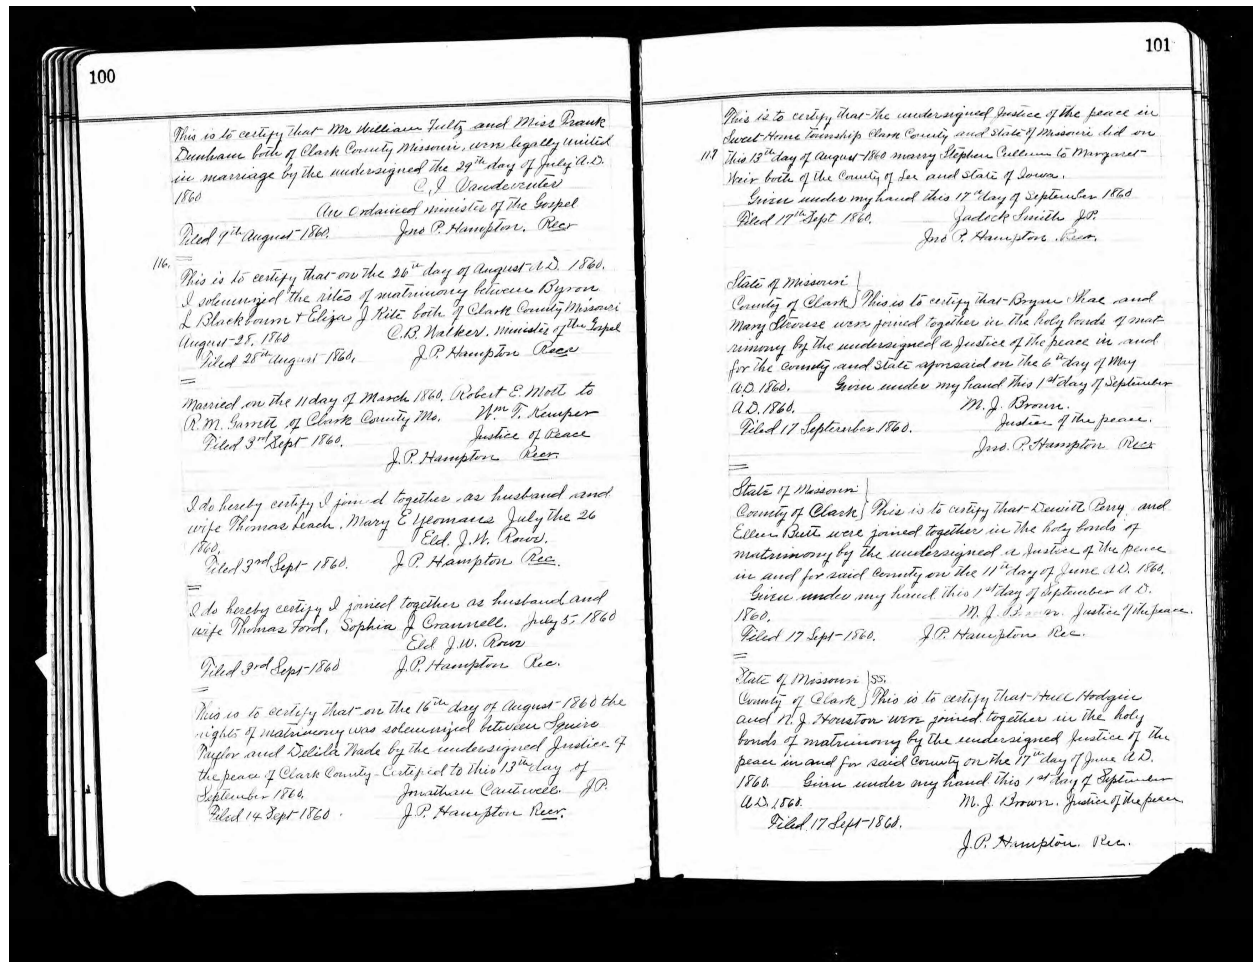 100
This is to certify that Mr William Fultz and Miss Frank
Dunham both of Clark County Missouri, were legally united
in marriage by the undersigned the 29th day of July A.D.
1860
C. J. Vandeventer
An ordained minister of the Gospel
Filed 9th August 1860. Jno P. Hampton. Recr
116.
This is to certify that on the 26th day of August A.D. 1860.
I solemnized the rites of matrimony between Byron
L Blackbourn & Eliza J Kite both of Clark County Missouri
August 28, 1860 C.B. Walker. minister of the Gospel
Filed 28th August 1860, J.P. Hampton Recr
Married on the 11 day of March 1860, Robert E. Mott to
R.M. Garrett of Clark County Mo. Wm T. Kemper
Filed 3rd Sept 1860. Justice of Peace
J.P. Hampton Recr.
I do hereby certify I joined together as husband and
wife Thomas Leach, Mary E Yeomans July the 26
1860. Eld. J.W. Rowe.
Filed 3rd Sept 1860. J.P. Hampton Rec.
I do hereby certify I joined together as husband and
wife Thomas Ford, Sophia J Crannell. July 5, 1860
Eld J.W. Rowe
Filed 3rd Sept 1860 J.P. Hampton Rec.
This is to certify that on the 16th day of August 1860 the
rights of matrimony was solemnized between Squire
Taylor and Delila Wade by the undersigned Justice of
the peace of Clark County. Certified to this 13th day of
September 1860. Jonathan Cantwell J.P.
Filed 14 Sept 1860. J.P. Hampton Recr.
101
This is to certify that the undersigned Justice of the peace in
Sweet Home township Clark County and State of Missouri did on
117 this 13th day of August 1860 marry Stephen Cullum to Margaret
Weir both of the County of Lee and State of Iowa.
Given under my hand this 17th day of September 1860
Filed 17th Sept 1860. Zadock Smith J.P.
Jno P. Hampton Recr.
State of Missouri }
County of Clark } This is to certify that Bryan Shae and
Mary Strouse were joined together in the holy bonds of mat-
rimony by the undersigned a Justice of the peace in and
for the County and State aforesaid on the 6th day of May
A.D. 1860. Given under my hand this 1st day of September
A.D. 1860. M. J. Brown.
Filed 17 September 1860. Justice of the peace.
Jno. P. Hampton Recr
State of Missouri }
County of Clark } This is to certify that Dewitt Perry and
Ellen Butt were joined together in the holy bonds of
matrimony by the undersigned a Justice of the peace
in and for said County on the 11th day of June A.D. 1860.
Given under my hand this 1st day of September A.D.
1860. M. J. Brown Justice of the peace.
Filed 17 Sept 1860. J.P. Hampton Rec.
State of Missouri } ss.
County of Clark } This is to certify that Hall Hodgin
and N. J. Houston were joined together in the holy
bonds of matrimony by the undersigned Justice of the
peace in and for said County on the 17th day of June A.D.
1860. Given under my hand this 1st day of September
A.D. 1860. M. J. Brown. Justice of the peace
Filed 17 Sept 1860.
J.P. Hampton. Rec.